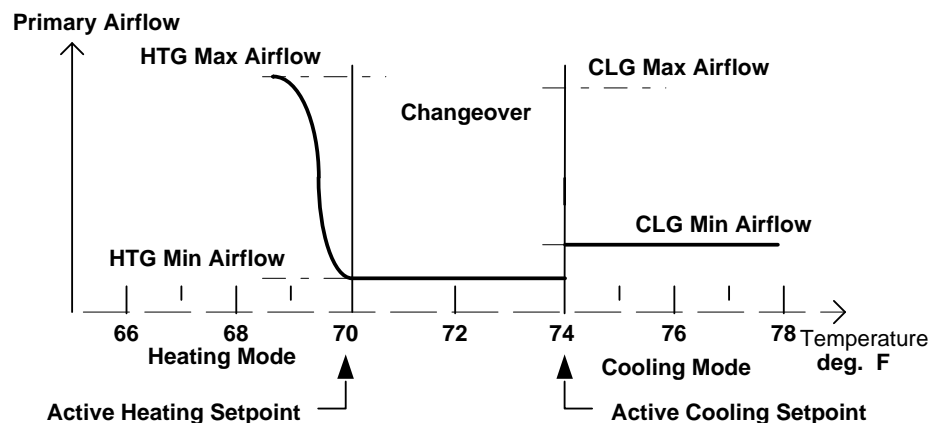 Primary Airflow
HTG Max Airflow
CLG Max Airflow
Changeover
CLG Min Airflow
HTG Min Airflow
66 68 70 72 74 76 78
Temperature
deg. F
Heating Mode
Cooling Mode
Active Heating Setpoint
Active Cooling Setpoint